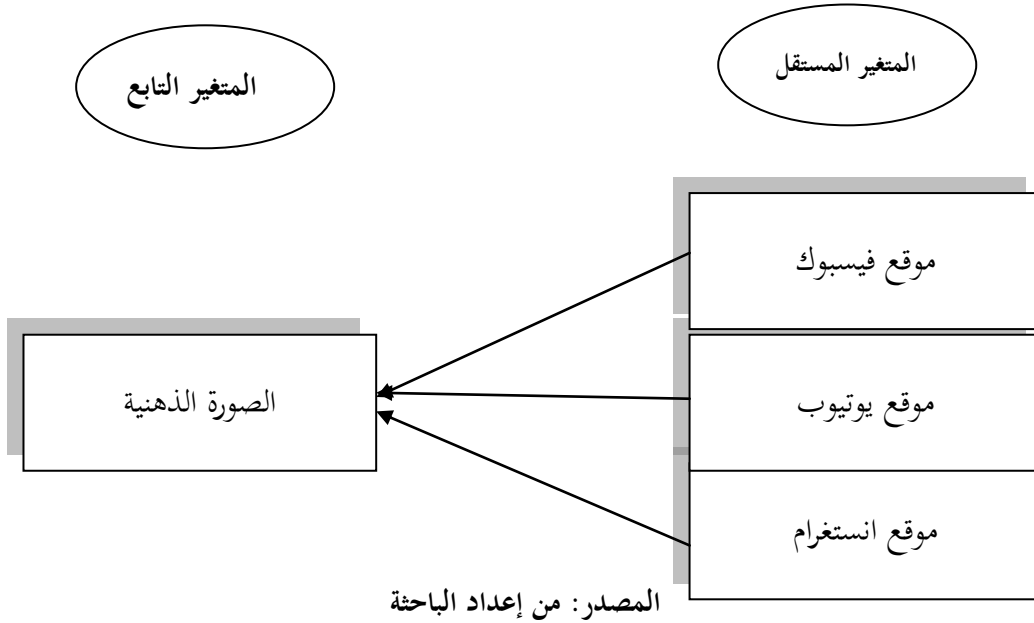 المتغير المستقل
المتغير التابع
موقع فيسبوك
موقع يوتيوب
الصورة الذهنية
موقع انستغرام
المصدر: من إعداد الباحثة